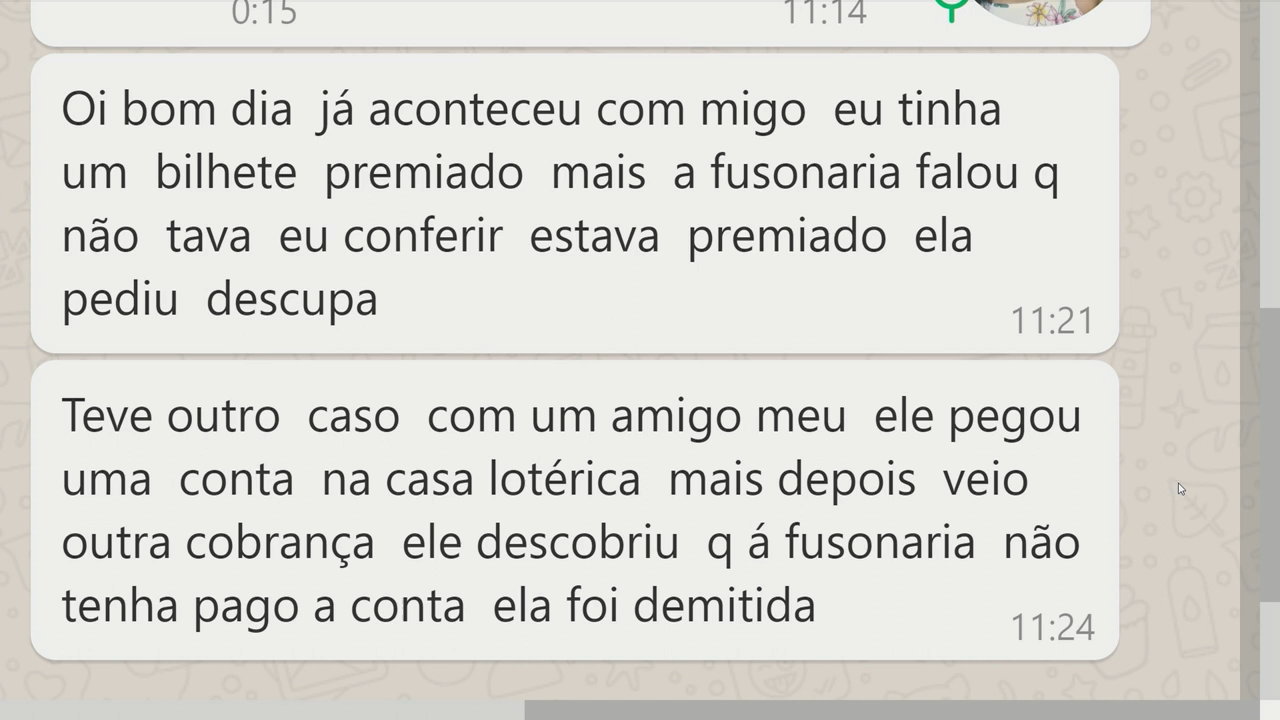 0:15 11:14
Oi bom dia já aconteceu com migo eu tinha
um bilhete premiado mais a fusonaria falou q
não tava eu conferir estava premiado ela
pediu descupa
11:21
Teve outro caso com um amigo meu ele pegou
uma conta na casa lotérica mais depois veio
outra cobrança ele descobriu q á fusonaria não
tenha pago a conta ela foi demitida
11:24